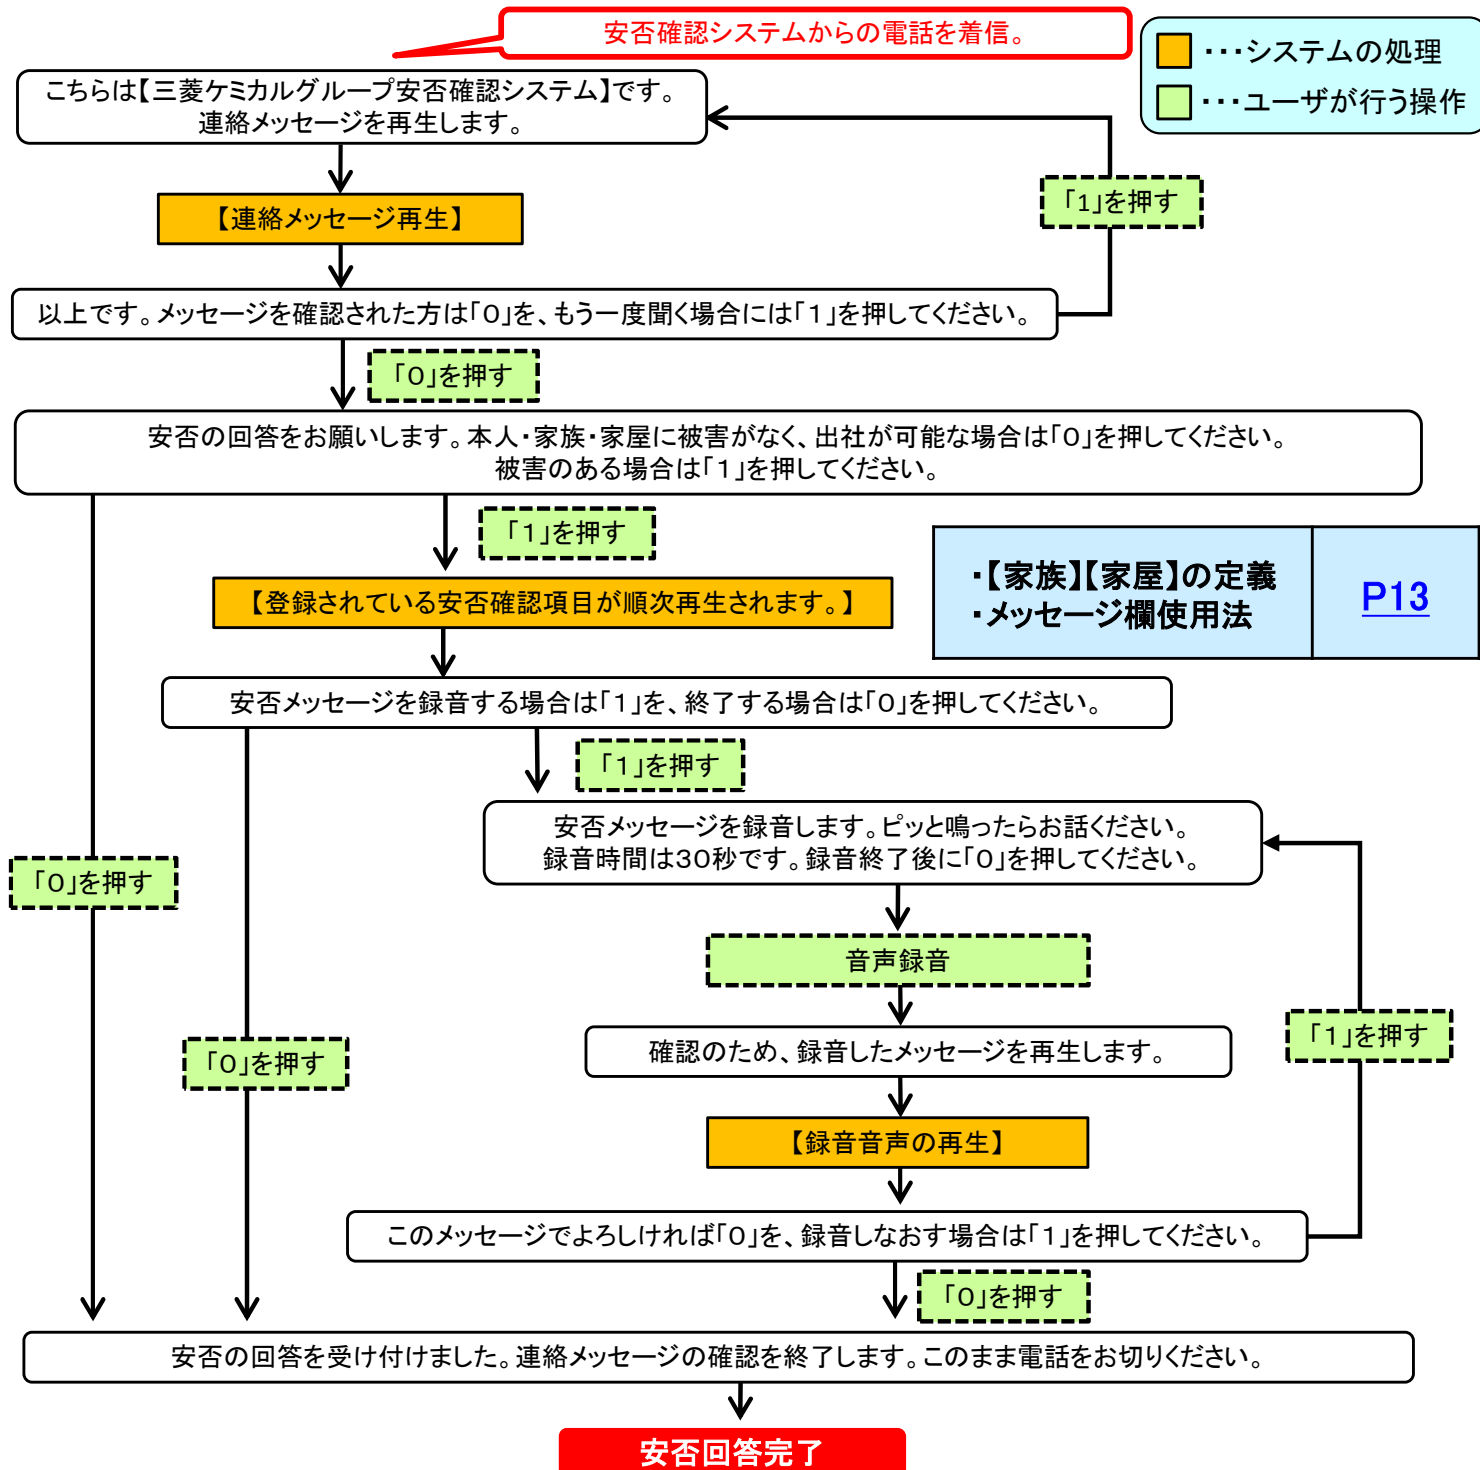 安否確認システムからの電話を着信。
・・・システムの処理
・・・ユーザが行う操作
こちらは【三菱ケミカルグループ安否確認システム】です。
連絡メッセージを再生します。
「1」を押す
【連絡メッセージ再生】
以上です。メッセージを確認された方は「0」を、もう一度聞く場合には「1」を押してください。
「0」を押す
安否の回答をお願いします。本人・家族・家屋に被害がなく、出社が可能な場合は「0」を押してください。
被害のある場合は「1」を押してください。
「1」を押す
・【家族】【家屋】の定義
・メッセージ欄使用法
P13
【登録されている安否確認項目が順次再生されます。】
安否メッセージを録音する場合は「1」を、終了する場合は「0」を押してください。
「1」を押す
安否メッセージを録音します。ピッと鳴ったらお話ください。
録音時間は30秒です。録音終了後に「0」を押してください。
「0」を押す
音声録音
「0」を押す
確認のため、録音したメッセージを再生します。
「1」を押す
【録音音声の再生】
このメッセージでよろしければ「0」を、録音しなおす場合は「1」を押してください。
「0」を押す
安否の回答を受け付けました。連絡メッセージの確認を終了します。このまま電話をお切りください。
安否回答完了